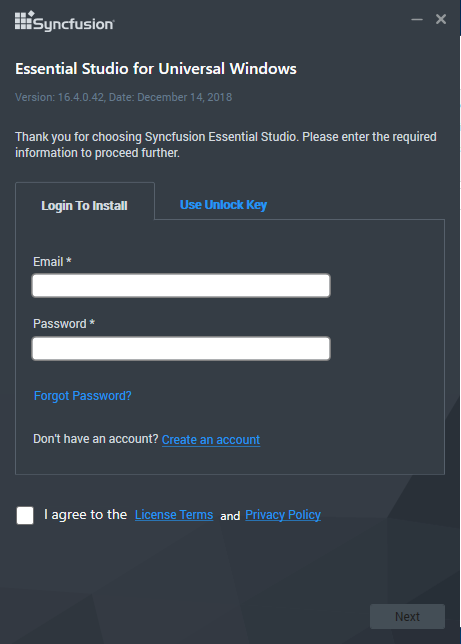 Syncfusion
Essential Studio for Universal Windows
Version: 16.4.0.42, Date: December 14, 2018
Thank you for choosing Syncfusion Essential Studio. Please enter the required
information to proceed further.
Login To Install
Use Unlock Key
Email *
Password *
Forgot Password?
Don't have an account? Create an account
I agree to the License Terms and Privacy Policy
Next